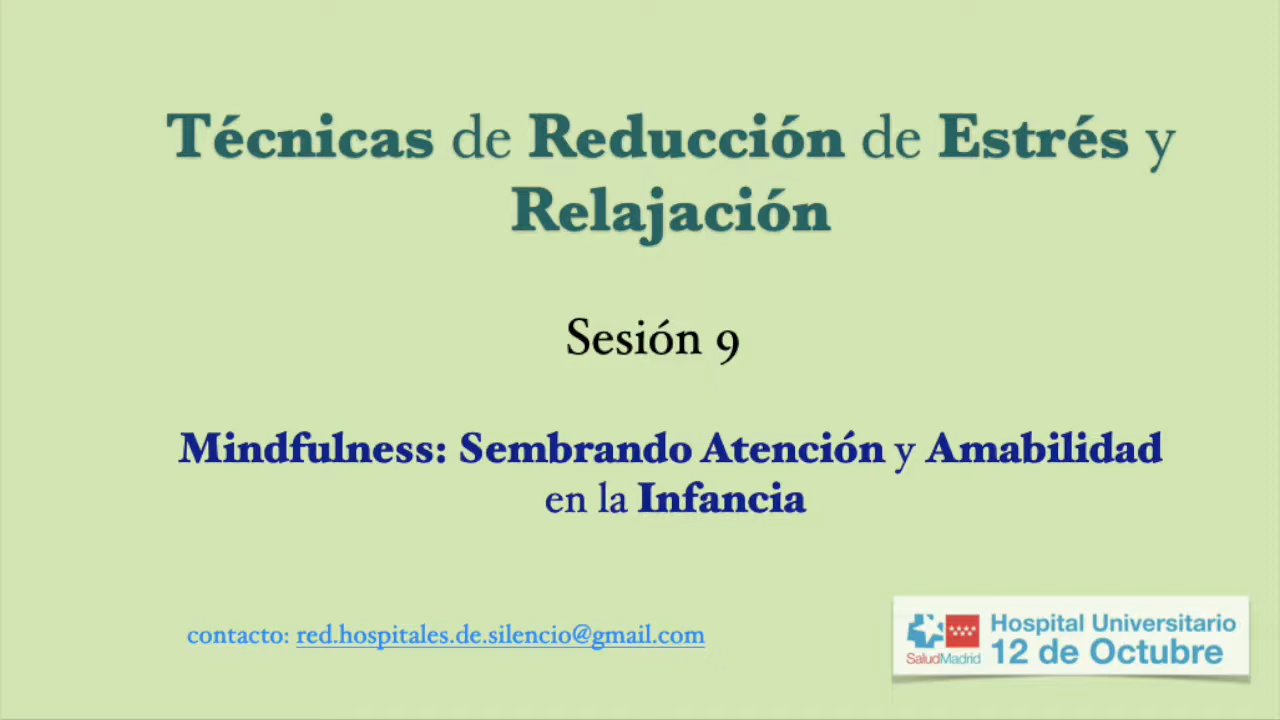 Técnicas de Reducción de Estrés y
Relajación
Sesión 9
Mindfulness: Sembrando Atención y Amabilidad
en la Infancia
contacto: red.hospitales.de.silencio@gmail.com
SaludMadrid
Hospital Universitario
12 de Octubre